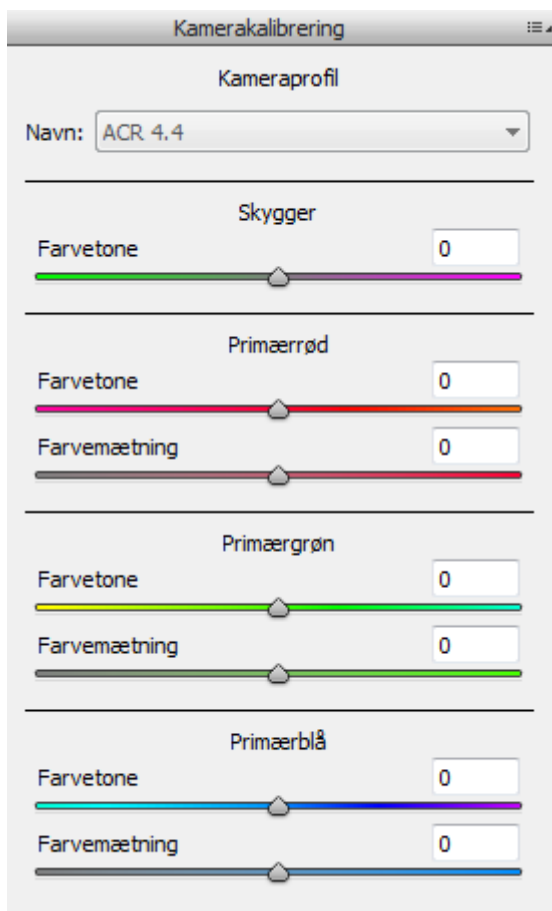 Kamerakalibrering
Kameraprofil
Navn: ACR 4.4
Skygger
Farvetone 0
Primærrød
Farvetone 0
Farvemætning 0
Primærgrøn
Farvetone 0
Farvemætning 0
Primærblå
Farvetone 0
Farvemætning 0